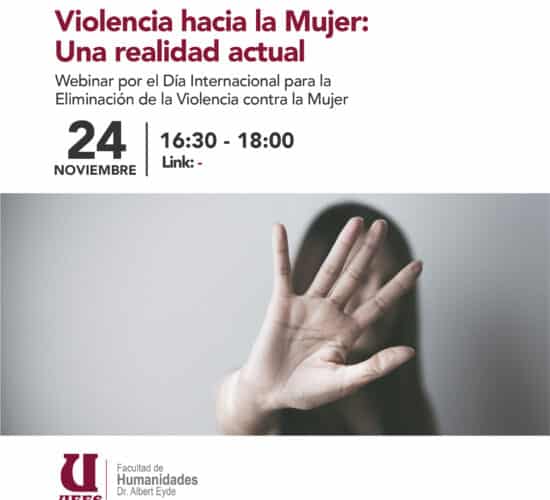 Violencia hacia la Mujer:
Una realidad actual
Webinar por el Día Internacional para la
Eliminación de la Violencia contra la Mujer
24
NOVIEMBRE
16:30 - 18:00
Link: -
Facultad de
Humanidades
Dr. Albert Eyde